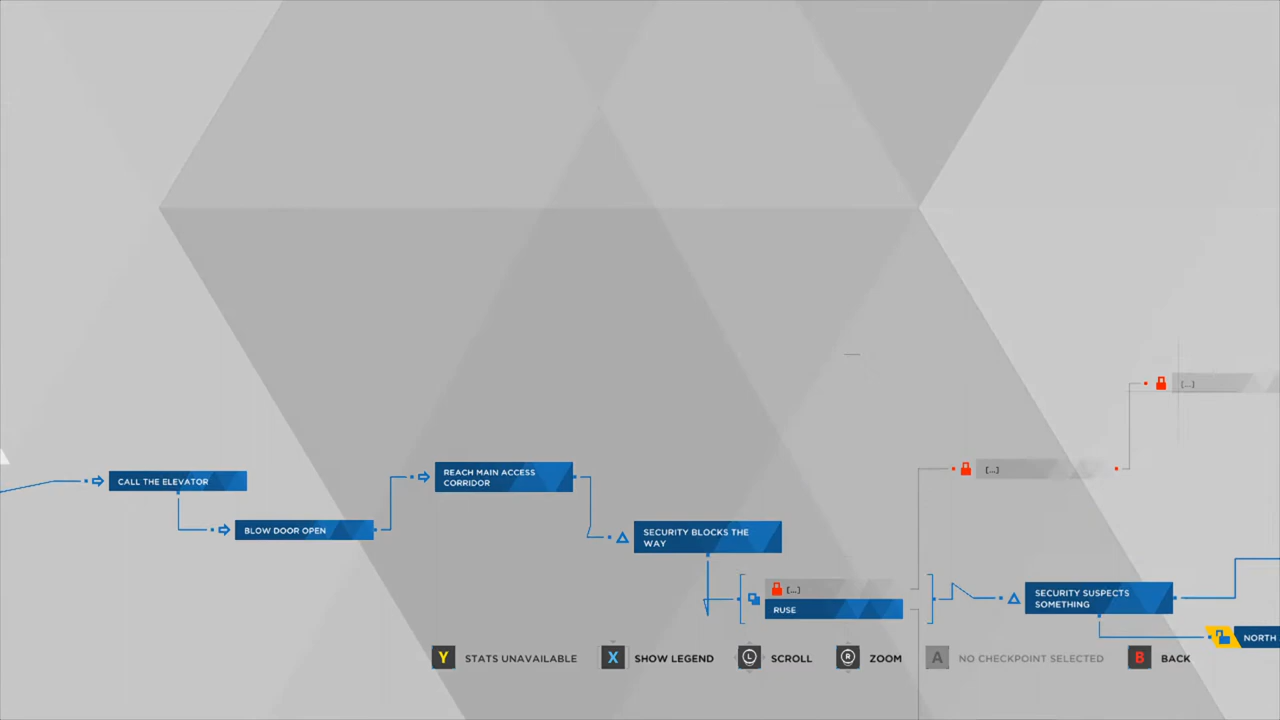 [...]
[...]
CALL THE ELEVATOR
REACH MAIN ACCESS
CORRIDOR
BLOW DOOR OPEN
SECURITY BLOCKS THE
WAY
[...]
RUSE
SECURITY SUSPECTS
SOMETHING
NORTH
Y STATS UNAVAILABLE X SHOW LEGEND L SCROLL R ZOOM A NO CHECKPOINT SELECTED B BACK